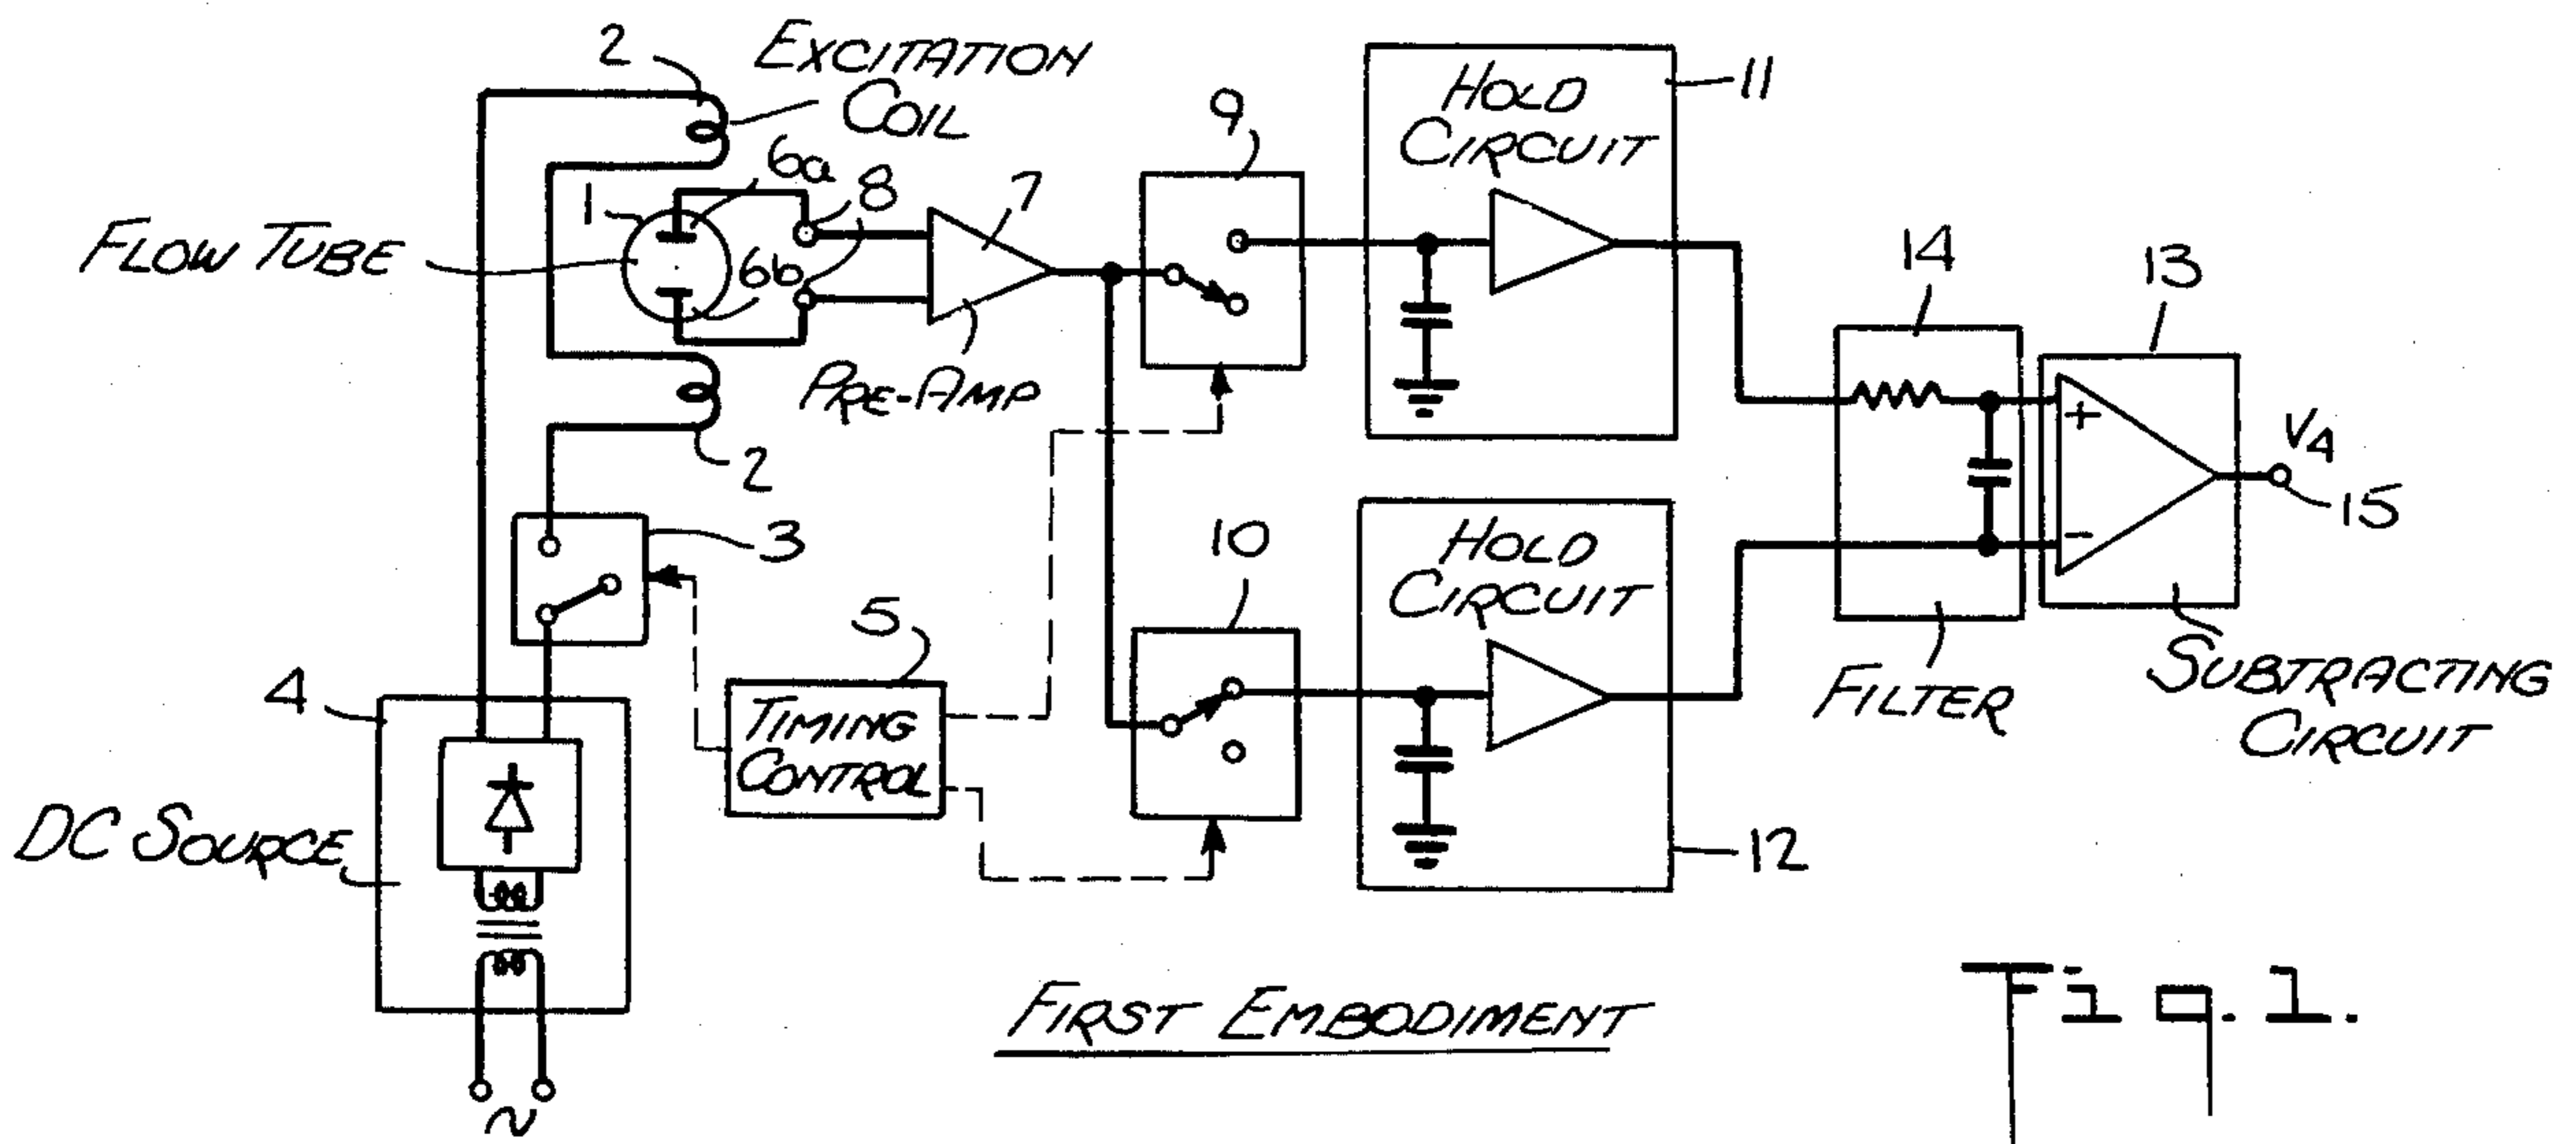 2
EXCITATION
COIL
6a
8
7
1
FLOW TUBE
6b
PRE-AMP
2
9
HOLD
CIRCUIT
11
14
13
+
-
V4
15
3
10
HOLD
CIRCUIT
12
5
TIMING
CONTROL
4
DC SOURCE
FILTER
SUBTRACTING
CIRCUIT
~
FIRST EMBODIMENT
Fig. 1.